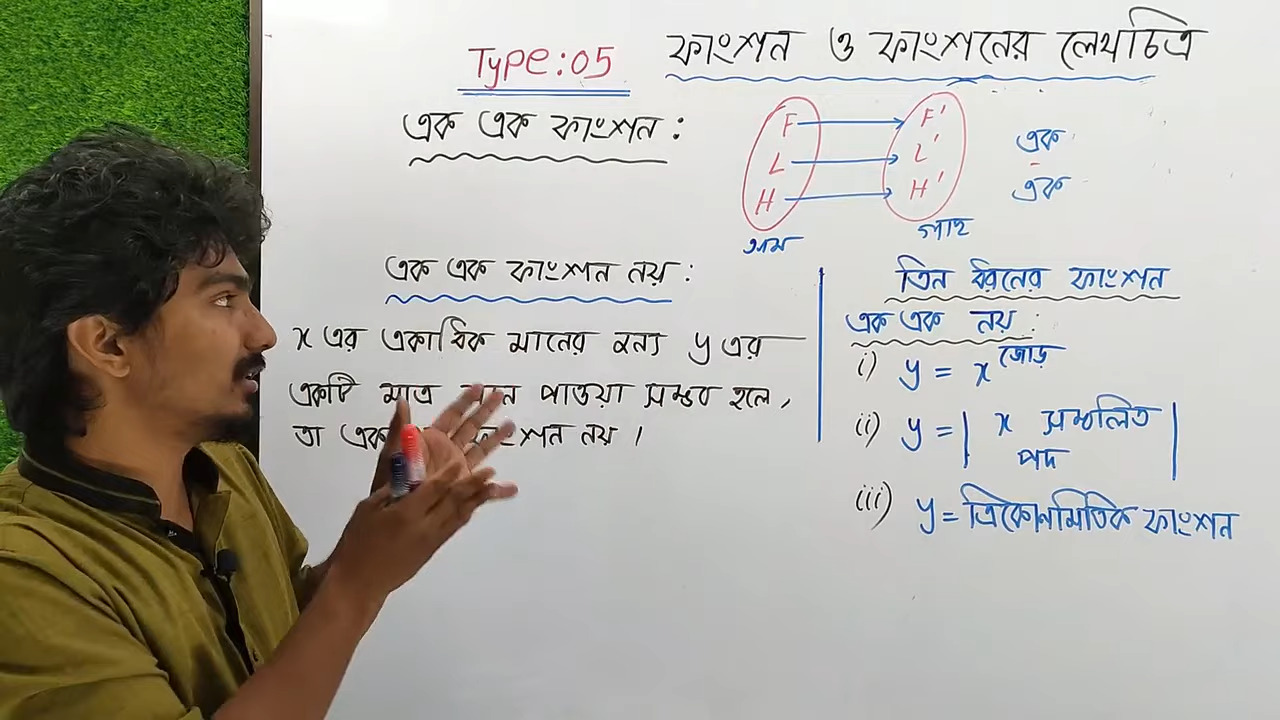 Type: 05
ফাংশন ও ফাংশনের লেখচিত্র
এক এক ফাংশন :
F F'
L L'
H H'
এক
এক
এক এক ফাংশন নয় :
x এর একাধিক মানের জন্য y এর
একটি মাত্র মান পাওয়া সম্ভব হলে,
তা এক ফাংশন নয় ।
তিন ধরনের ফাংশন
এক এক নয় :
i) y = x জোড়
ii) y = | x সম্বলিত
পদ |
iii) y = ত্রিকোণমিতিক ফাংশন